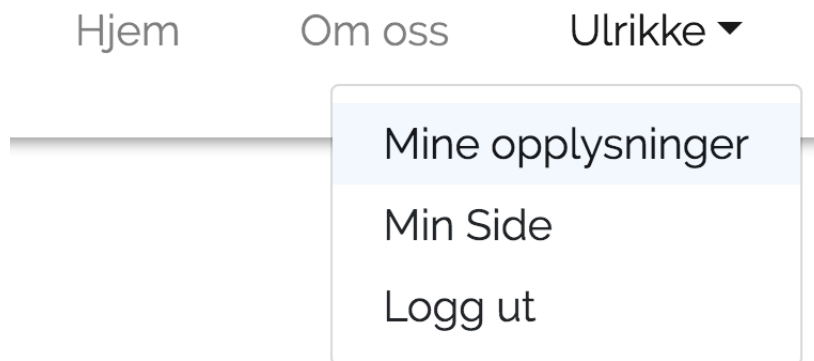 Hjem Om oss Ulrikke
Mine opplysninger
Min Side
Logg ut